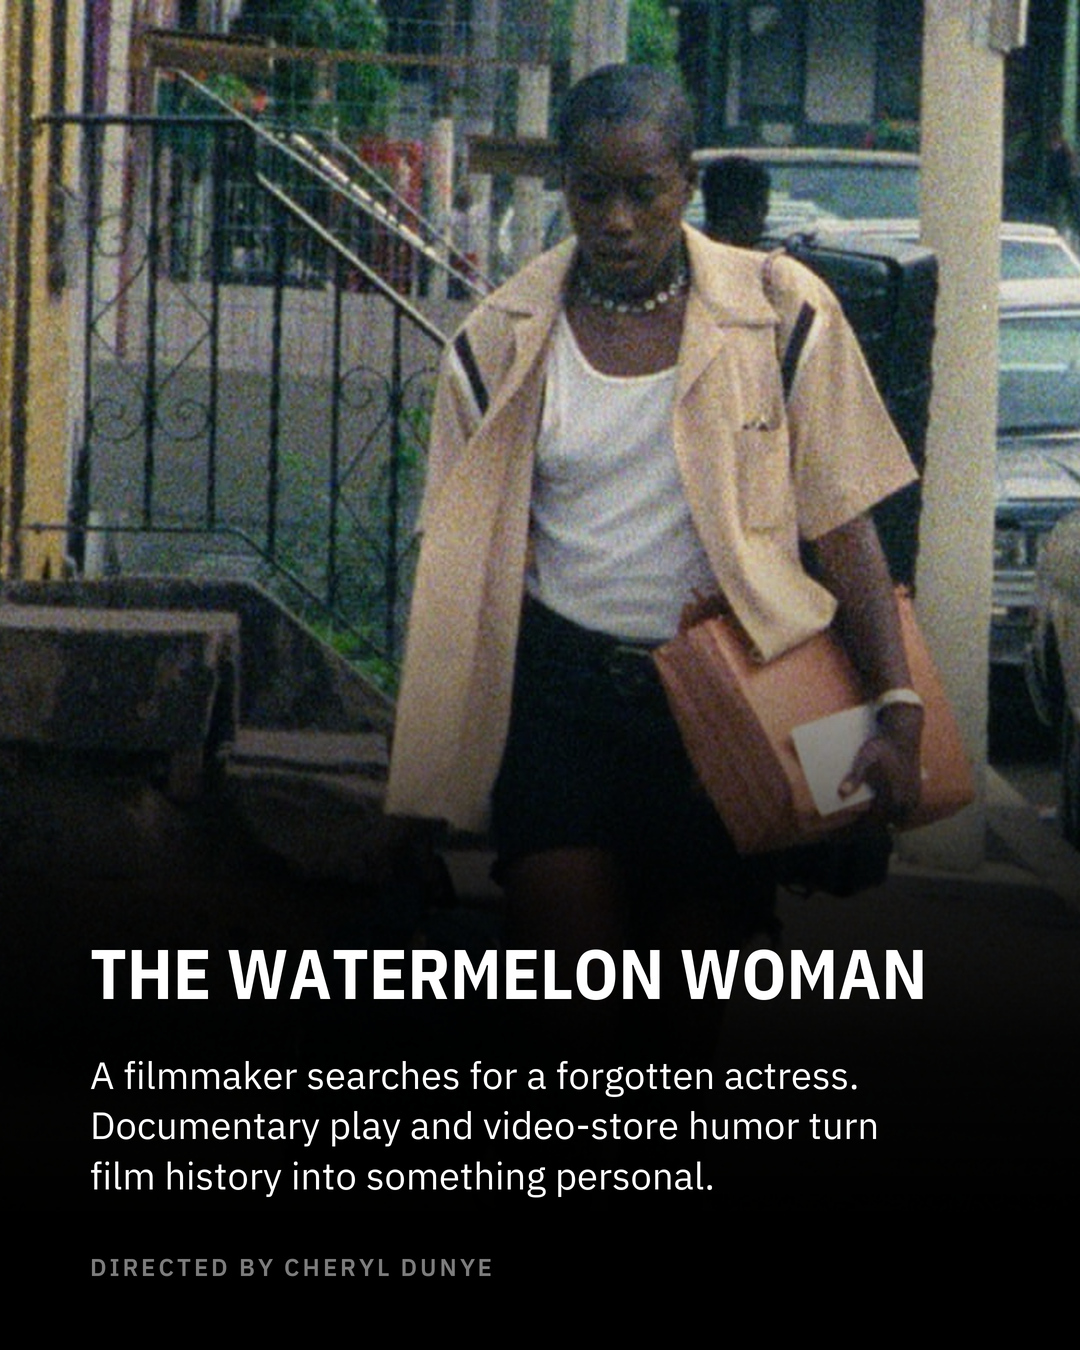 THE WATERMELON WOMAN
A filmmaker searches for a forgotten actress.
Documentary play and video-store humor turn
film history into something personal.
DIRECTED BY CHERYL DUNYE